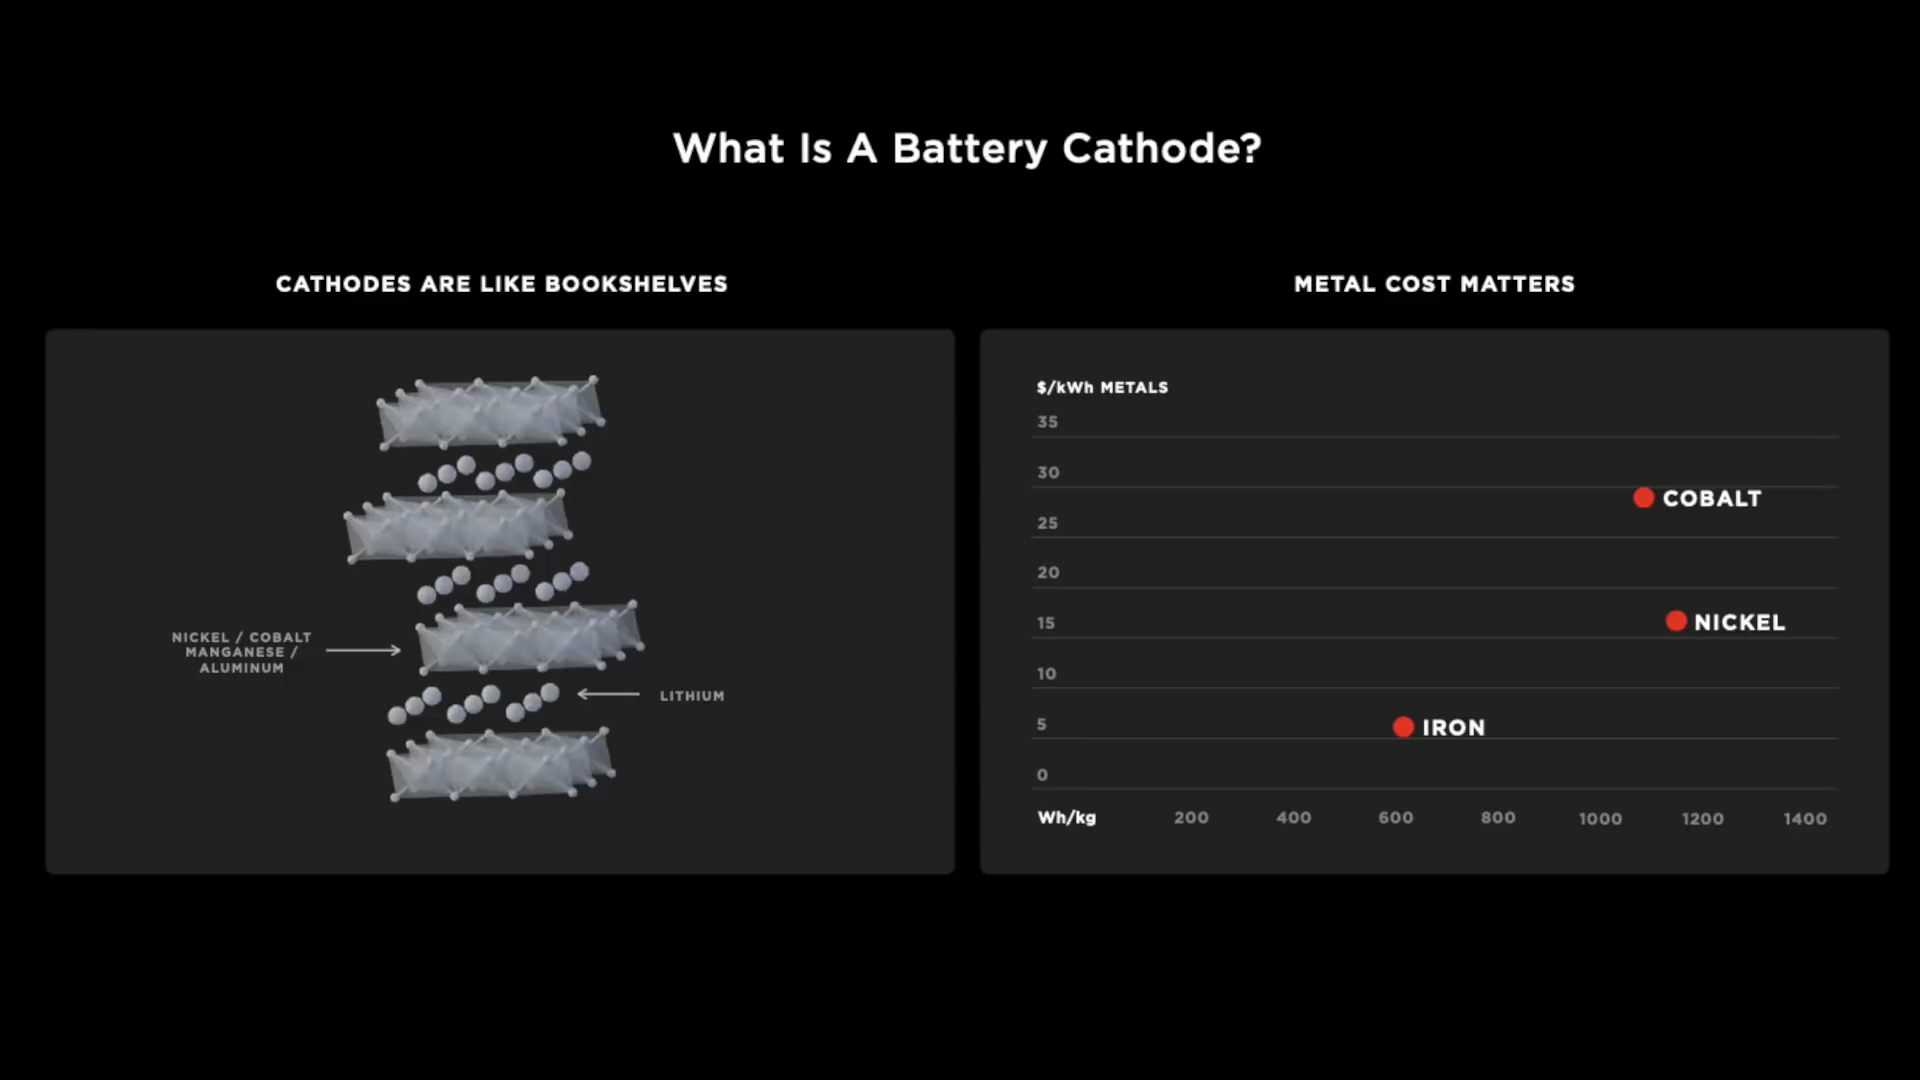 What Is A Battery Cathode?
CATHODES ARE LIKE BOOKSHELVES
NICKEL / COBALT
MANGANESE /
ALUMINUM
LITHIUM
METAL COST MATTERS
$/kWh METALS
35
30
25
20
15
10
5
0
COBALT
NICKEL
IRON
Wh/kg 200 400 600 800 1000 1200 1400